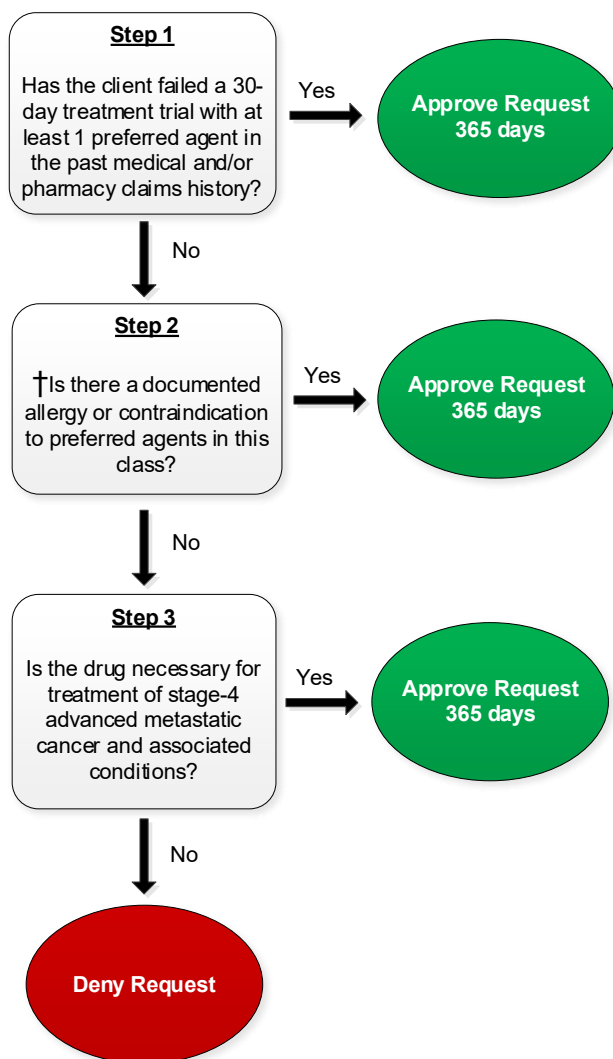 Step 1
Has the client failed a 30-
day treatment trial with at
least 1 preferred agent in
the past medical and/or
pharmacy claims history?
Yes
Approve Request
365 days
No
Step 2
†Is there a documented
allergy or contraindication
to preferred agents in this
class?
Yes
Approve Request
365 days
No
Step 3
Is the drug necessary for
treatment of stage-4
advanced metastatic
cancer and associated
conditions?
Yes
Approve Request
365 days
No
Deny Request